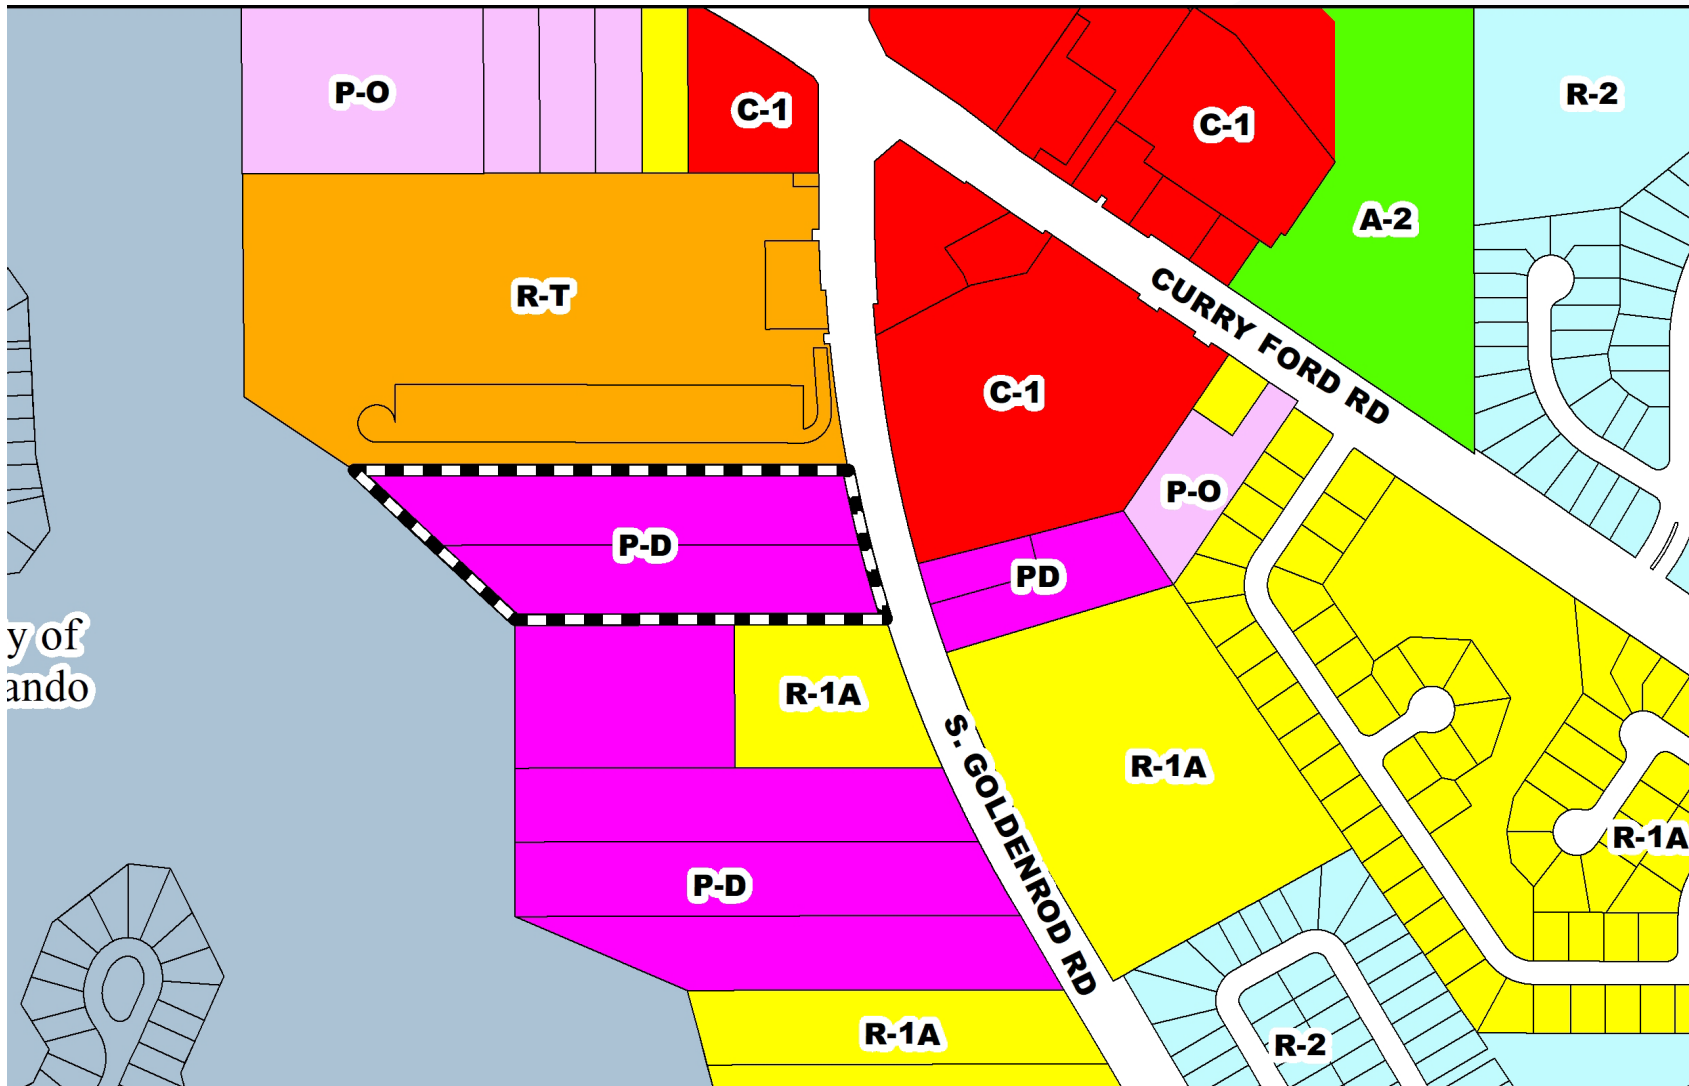 P-O
C-1
C-1
R-2
A-2
R-T
CURRY FORD RD
C-1
P-O
P-D
PD
y of
ando
R-1A
S. GOLDENROD RD
R-1A
R-1A
P-D
R-1A
R-2